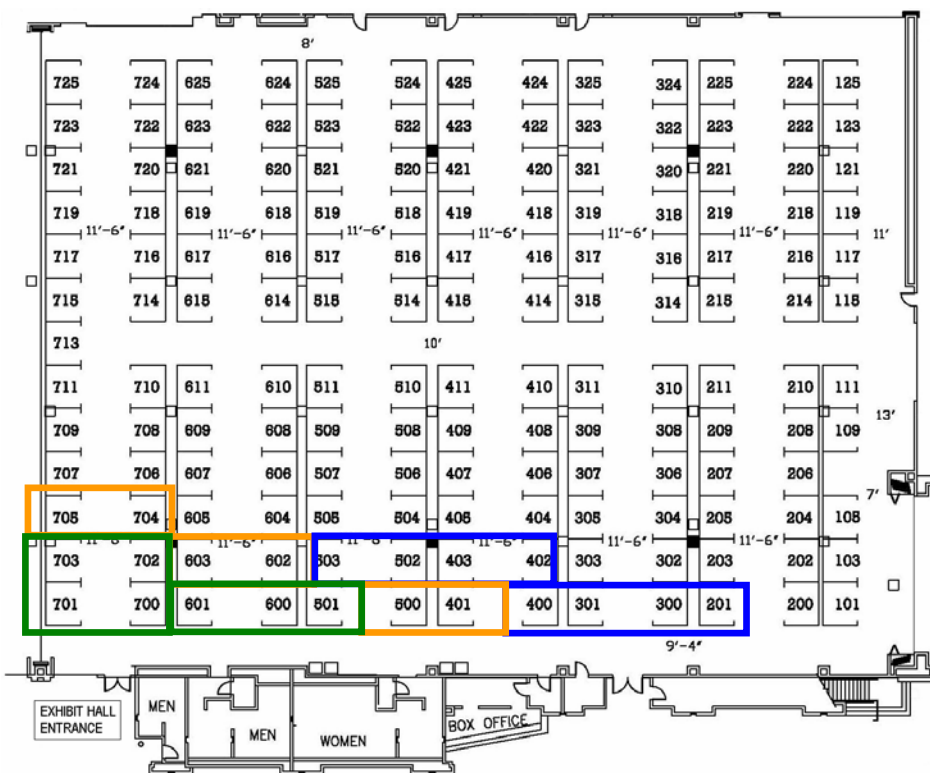 8'
725 724 625 624 525 524 425 424 325 324 225 224 125
723 722 623 622 523 522 423 422 323 322 223 222 123
721 720 621 620 521 520 421 420 321 320 221 220 121
719 718 619 618 519 518 419 418 319 318 219 218 119
11'-6" 11'-6" 11'-6" 11'-6" 11'-6" 11'-6" 11'
717 716 617 616 517 516 417 416 317 316 217 216 117
715 714 615 614 515 514 415 414 315 314 215 214 115
713 10'
711 710 611 610 511 510 411 410 311 310 211 210 111
13'
709 708 609 608 509 508 409 408 309 308 209 208 109
707 706 607 606 507 506 407 406 307 306 207 206
7'
705 704 605 604 505 504 405 404 305 304 205 204 105
11'-6" 11'-6" 11'-6" 11'-6" 11'-6" 11'-6"
703 702 603 602 503 502 403 402 303 302 203 202 103
701 700 601 600 501 500 401 400 301 300 201 200 101
9'-4"
EXHIBIT HALL
ENTRANCE
MEN
MEN
WOMEN
BOX OFFICE